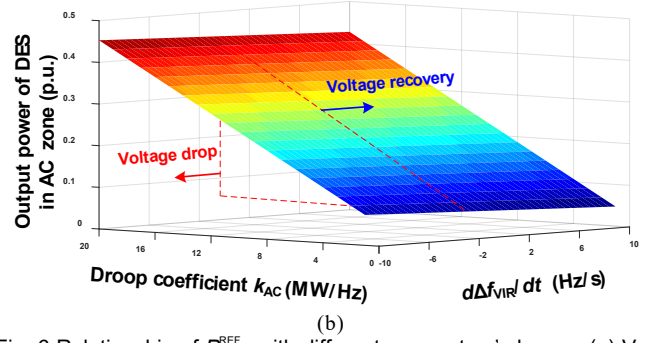 0.5
0.4
0.3
0.2
0.1
0
Output power of DES
in AC zone (p.u.)
Voltage recovery
Voltage drop
20
16
12
8
4
0
-10
-6
-2
2
6
10
Droop coefficient k_AC (MW/Hz)
dΔf_VIR/ dt (Hz/s)
(b)